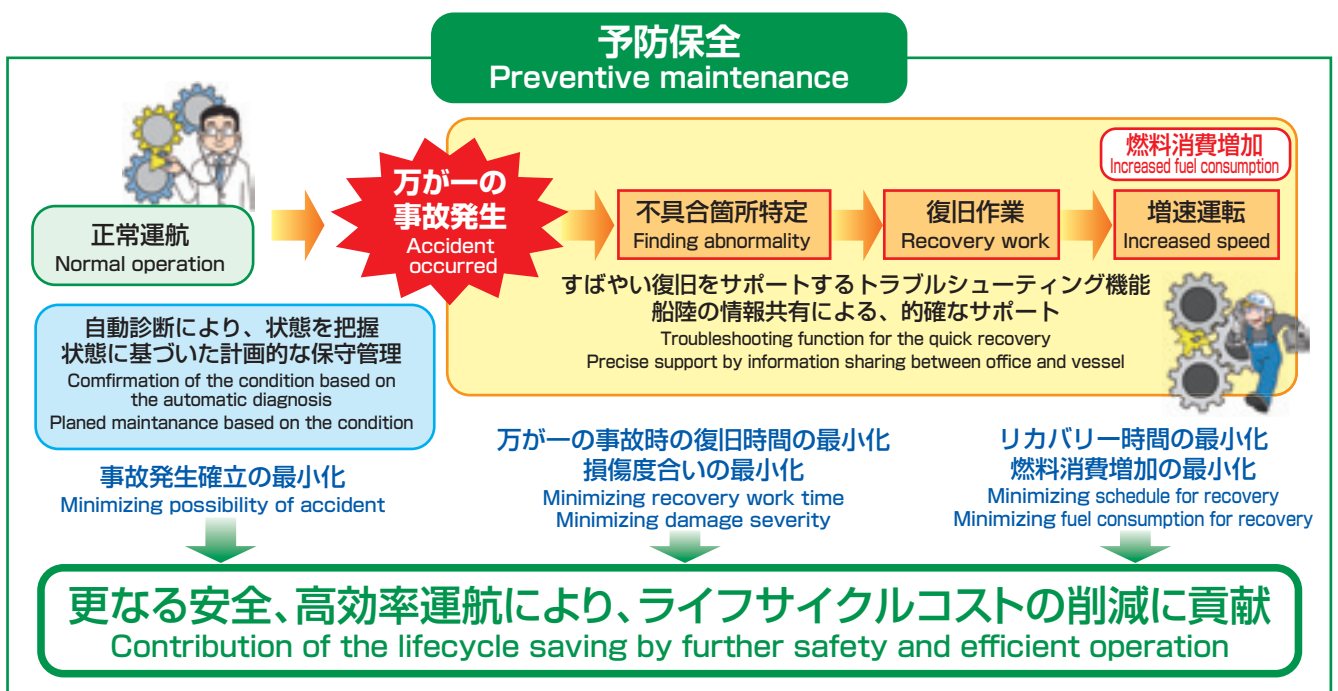 予防保全
Preventive maintenance
正常運航
Normal operation
万が一の
事故発生
Accident
occurred
燃料消費増加
Increased fuel consumption
不具合箇所特定
Finding abnormality
復旧作業
Recovery work
増速運転
Increased speed
すばやい復旧をサポートするトラブルシューティング機能
船陸の情報共有による、的確なサポート
Troubleshooting function for the quick recovery
Precise support by information sharing between office and vessel
自動診断により、状態を把握
状態に基づいた計画的な保守管理
Comfirmation of the condition based on
the automatic diagnosis
Planed maintanance based on the condition
事故発生確立の最小化
Minimizing possibility of accident
万が一の事故時の復旧時間の最小化
損傷度合いの最小化
Minimizing recovery work time
Minimizing damage severity
リカバリー時間の最小化
燃料消費増加の最小化
Minimizing schedule for recovery
Minimizing fuel consumption for recovery
更なる安全、高効率運航により、ライフサイクルコストの削減に貢献
Contribution of the lifecycle saving by further safety and efficient operation